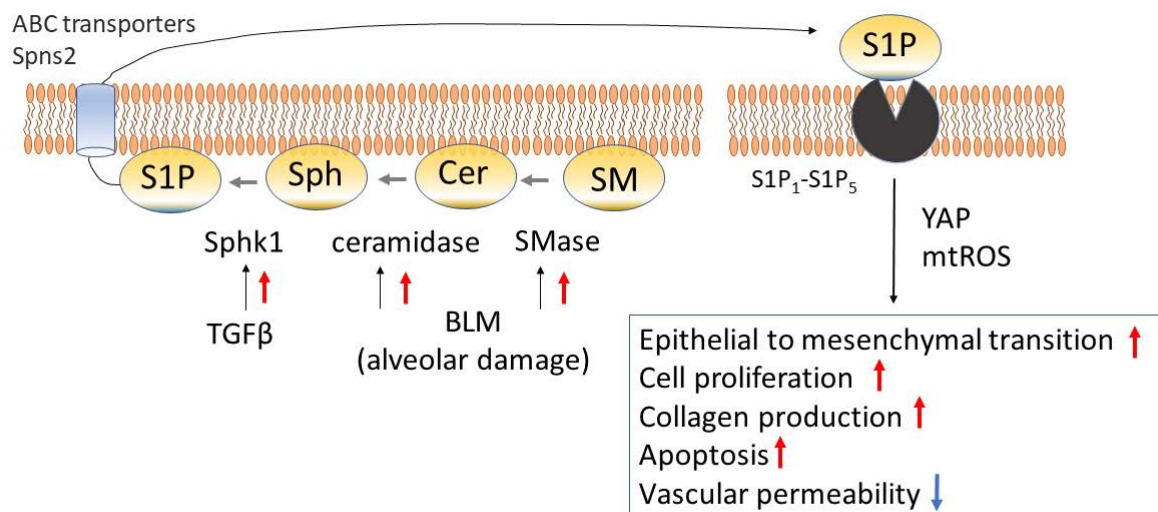 ABC transporters
Spns2
S1P
S1P
Sph
Cer
SM
S1P₁-S1P₅
Sphk1
ceramidase
SMase
YAP
mtROS
TGFβ
BLM
(alveolar damage)
Epithelial to mesenchymal transition
Cell proliferation
Collagen production
Apoptosis
Vascular permeability